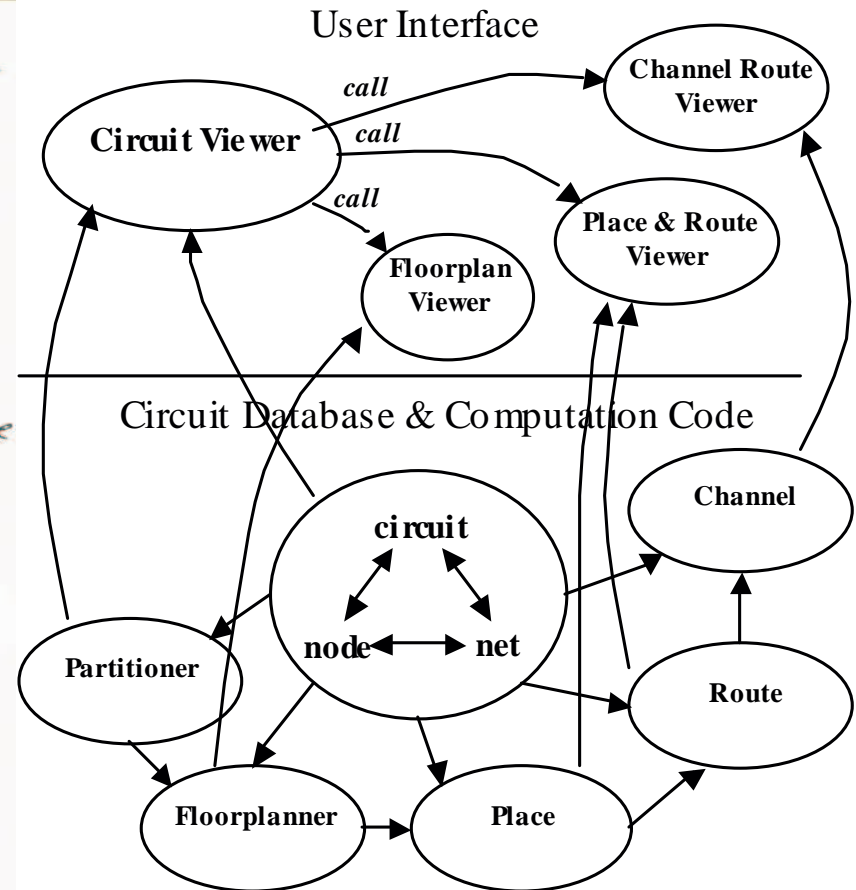 User Interface
Channel Route
Viewer
call
Circuit Viewer
call
call
Place & Route
Viewer
Floorplan
Viewer
Circuit Database & Computation Code
Channel
circuit
node
net
Partitioner
Route
Floorplanner
Place